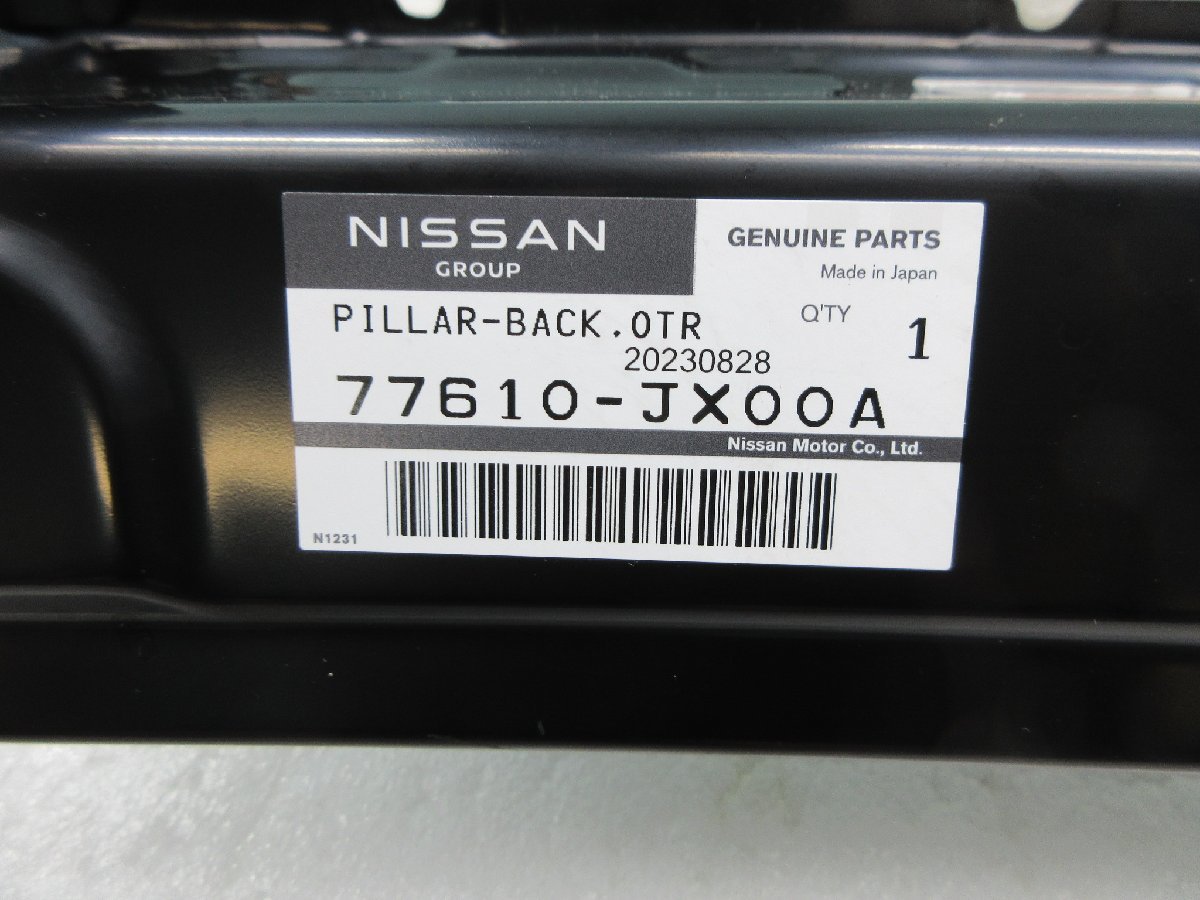 NISSAN
GROUP
GENUINE PARTS
Made in Japan
PILLAR-BACK.OTR
Q'TY 1
20230828
77610-JX00A
Nissan Motor Co., Ltd.
N1231